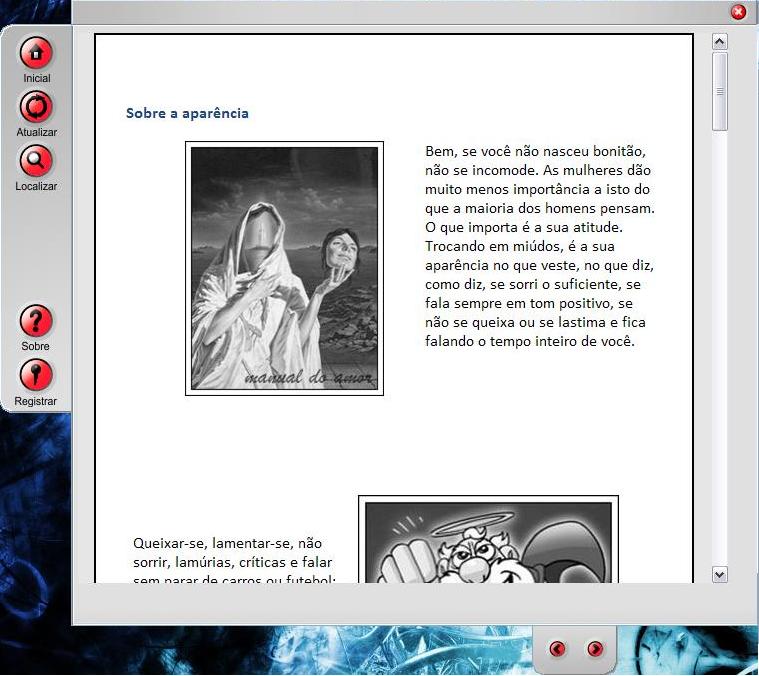 Inicial
Atualizar
Localizar
Sobre
Registrar
Sobre a aparência
Bem, se você não nasceu bonitão,
não se incomode. As mulheres dão
muito menos importância a isto do
que a maioria dos homens pensam.
O que importa é a sua atitude.
Trocando em miúdos, é a sua
aparência no que veste, no que diz,
como diz, se sorri o suficiente, se
fala sempre em tom positivo, se
não se queixa ou se lastima e fica
falando o tempo inteiro de você.
manual do amor
Queixar-se, lamentar-se, não
sorrir, lamúrias, críticas e falar
sem parar de carros ou futebol: